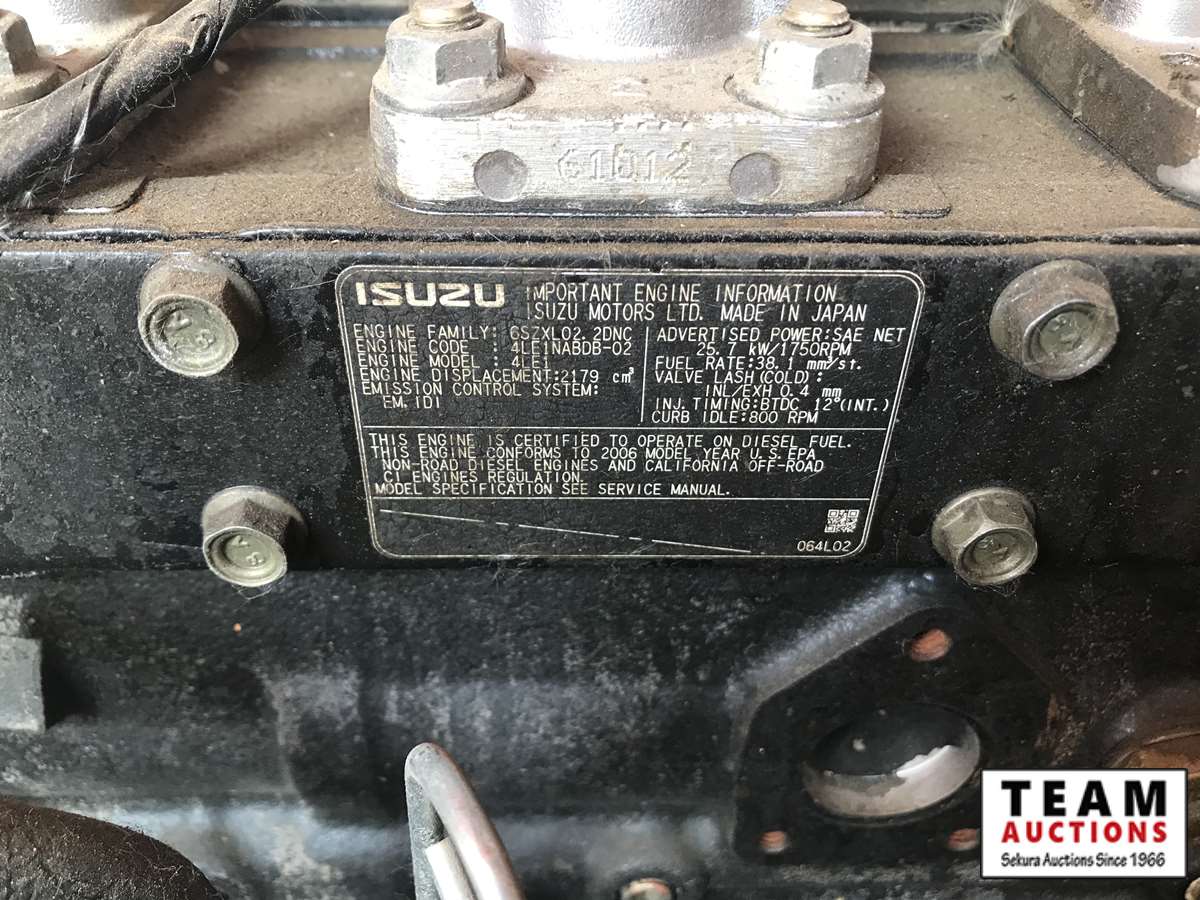 61012
ISUZU IMPORTANT ENGINE INFORMATION
ISUZU MOTORS LTD. MADE IN JAPAN
ENGINE FAMILY: 6SZXL02.2DNC
ENGINE CODE : 4LE1NABDB-02
ENGINE MODEL : 4LE1
ENGINE DISPLACEMENT:2179 cm³
EMISSION CONTROL SYSTEM:
EM, IDI
ADVERTISED POWER:SAE NET
25.7 kW/1750RPM
FUEL RATE:38.1 mm³/st.
VALVE LASH(COLD):
INL/EXH 0.4 mm
INJ.TIMING:BTDC 12°(INT.)
CURB IDLE:800 RPM
THIS ENGINE IS CERTIFIED TO OPERATE ON DIESEL FUEL.
THIS ENGINE CONFORMS TO 2006 MODEL YEAR U.S.EPA
NON-ROAD DIESEL ENGINES AND CALIFORNIA OFF-ROAD
CI ENGINES REGULATION.
MODEL SPECIFICATION SEE SERVICE MANUAL.
064L02
TEAM
AUCTIONS
Sekura Auctions Since 1966